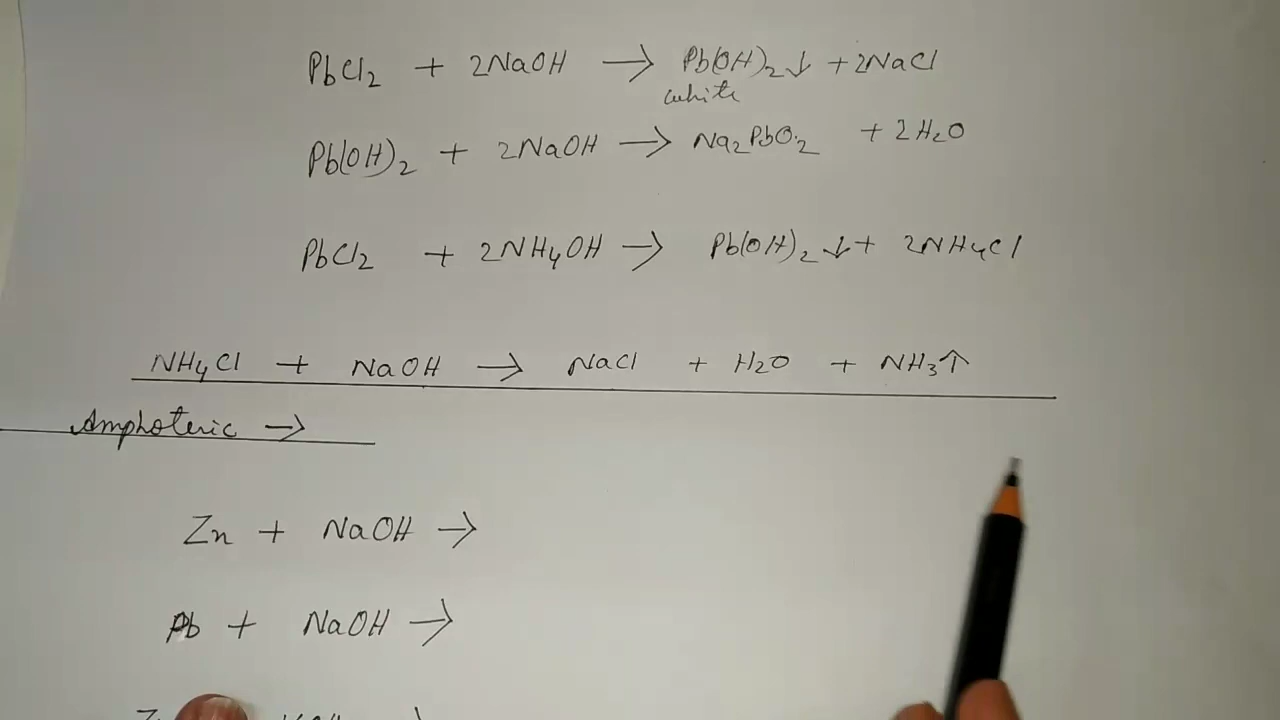 PbCl2 + 2NaOH → Pb(OH)2↓ + 2NaCl
white
Pb(OH)2 + 2NaOH → Na2PbO2 + 2H2O
PbCl2 + 2NH4OH → Pb(OH)2↓ + 2NH4Cl
NH4Cl + NaOH → NaCl + H2O + NH3↑
Amphoteric →
Zn + NaOH →
Pb + NaOH →